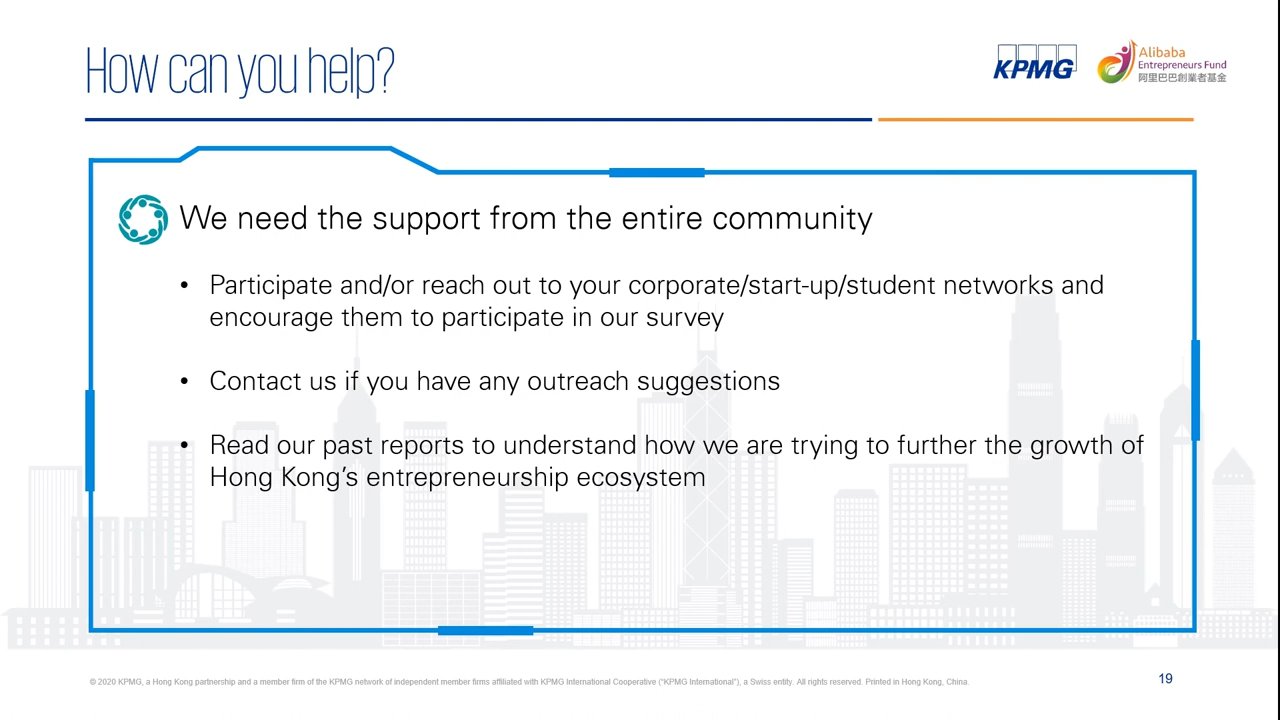 How can you help?
KPMG
Alibaba
Entrepreneurs Fund
阿里巴巴創業者基金
We need the support from the entire community
• Participate and/or reach out to your corporate/start-up/student networks and
encourage them to participate in our survey
• Contact us if you have any outreach suggestions
• Read our past reports to understand how we are trying to further the growth of
Hong Kong’s entrepreneurship ecosystem
© 2020 KPMG, a Hong Kong partnership and a member firm of the KPMG network of independent member firms affiliated with KPMG International Cooperative (“KPMG International”), a Swiss entity. All rights reserved. Printed in Hong Kong, China.
19